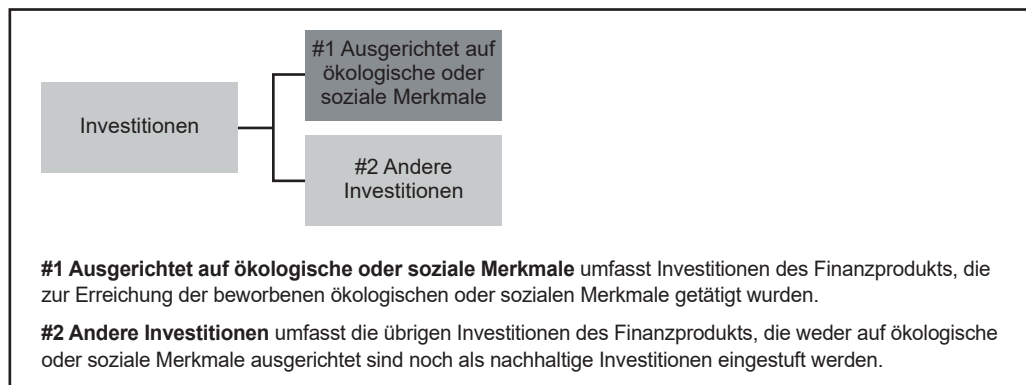 #1 Ausgerichtet auf
ökologische oder
soziale Merkmale
Investitionen
#2 Andere
Investitionen
#1 Ausgerichtet auf ökologische oder soziale Merkmale umfasst Investitionen des Finanzprodukts, die
zur Erreichung der beworbenen ökologischen oder sozialen Merkmale getätigt wurden.
#2 Andere Investitionen umfasst die übrigen Investitionen des Finanzprodukts, die weder auf ökologische
oder soziale Merkmale ausgerichtet sind noch als nachhaltige Investitionen eingestuft werden.